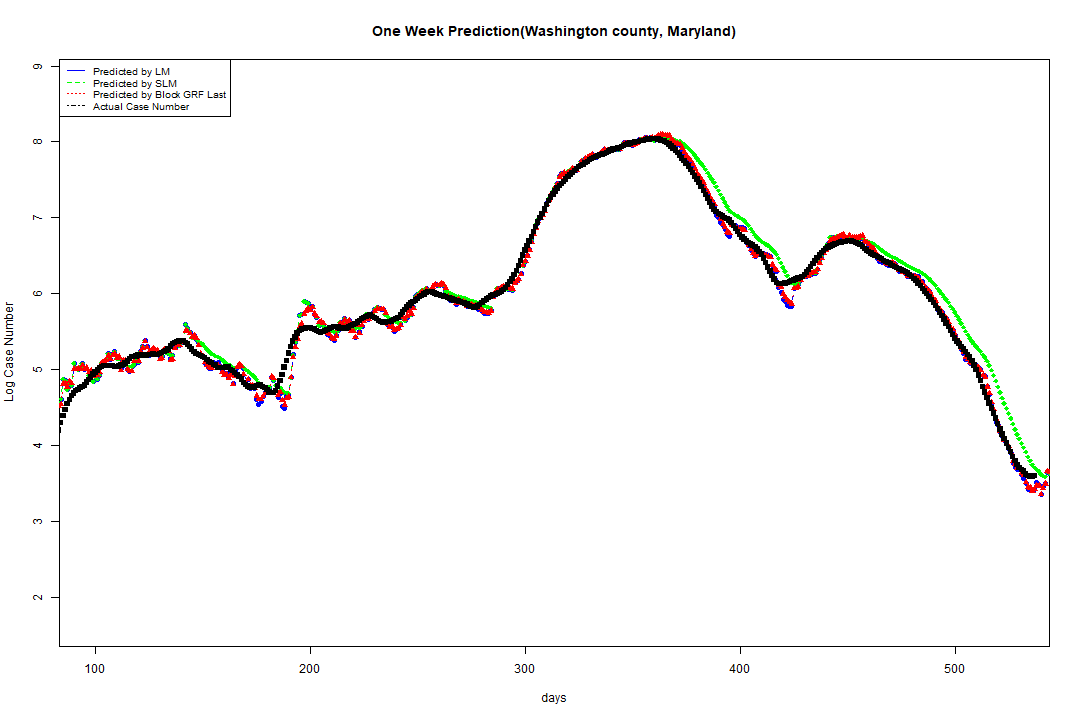 One Week Prediction(Washington county, Maryland)
Predicted by LM
Predicted by SLM
Predicted by Block GRF Last
Actual Case Number
9
8
7
6
5
4
3
2
Log Case Number
100 200 300 400 500
days